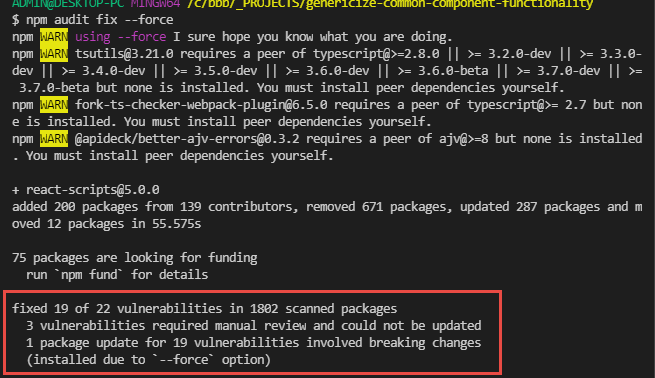 ADMIN@DESKTOP-PC MINGW64 /c/bbb/_PROJECTS/genericize-common-component-functionality
$ npm audit fix --force
npm WARN using --force I sure hope you know what you are doing.
npm WARN tsutils@3.21.0 requires a peer of typescript@>=2.8.0 || >= 3.2.0-dev || >= 3.3.0-
dev || >= 3.4.0-dev || >= 3.5.0-dev || >= 3.6.0-dev || >= 3.6.0-beta || >= 3.7.0-dev || >=
 3.7.0-beta but none is installed. You must install peer dependencies yourself.
npm WARN fork-ts-checker-webpack-plugin@6.5.0 requires a peer of typescript@>= 2.7 but non
e is installed. You must install peer dependencies yourself.
npm WARN @apideck/better-ajv-errors@0.3.2 requires a peer of ajv@>=8 but none is installed
. You must install peer dependencies yourself.
+ react-scripts@5.0.0
added 200 packages from 139 contributors, removed 671 packages, updated 287 packages and m
oved 12 packages in 55.575s
75 packages are looking for funding
  run `npm fund` for details
fixed 19 of 22 vulnerabilities in 1802 scanned packages
  3 vulnerabilities required manual review and could not be updated
  1 package update for 19 vulnerabilities involved breaking changes
  (installed due to `--force` option)